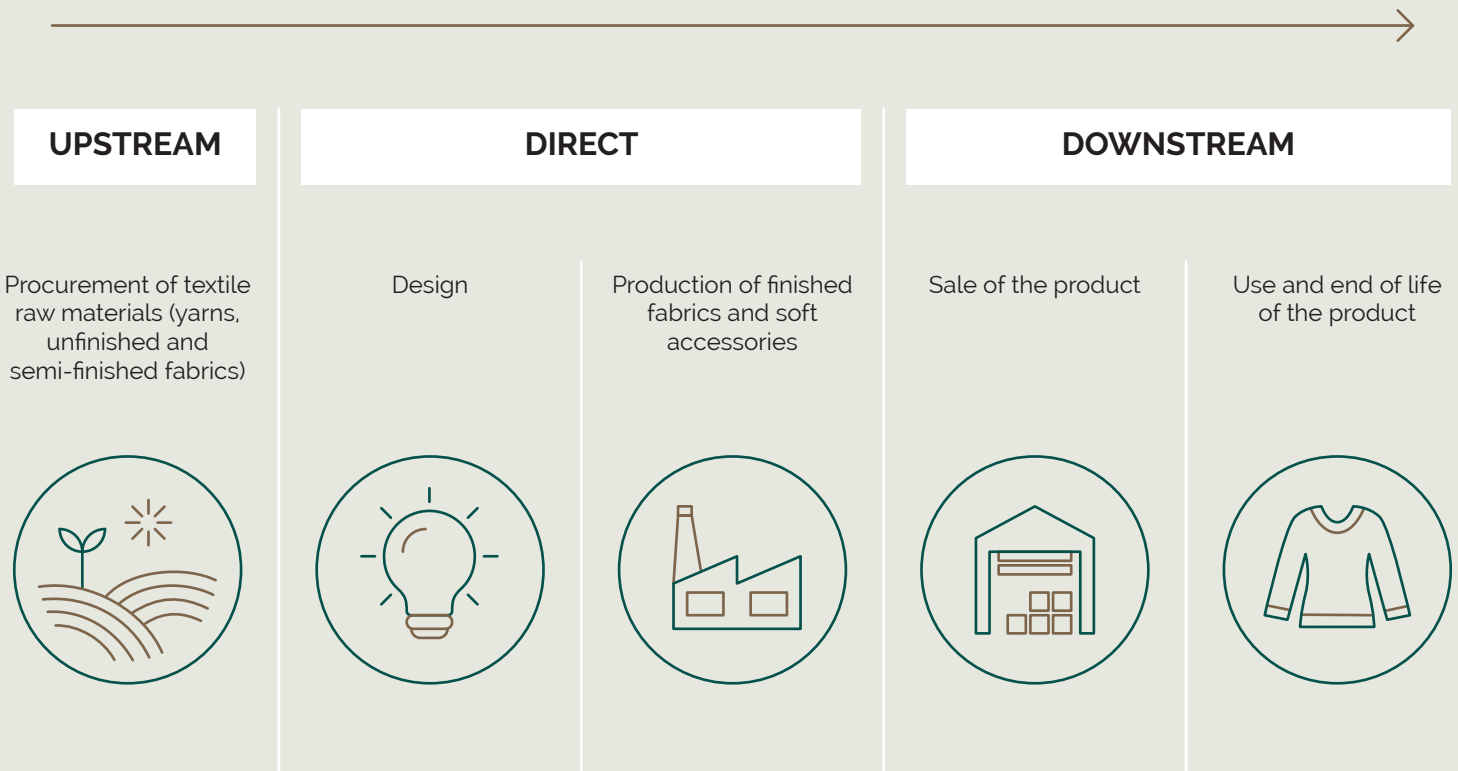 UPSTREAM
DIRECT
DOWNSTREAM
Procurement of textile
raw materials (yarns,
unfinished and
semi-finished fabrics)
Design
Production of finished
fabrics and soft
accessories
Sale of the product
Use and end of life
of the product